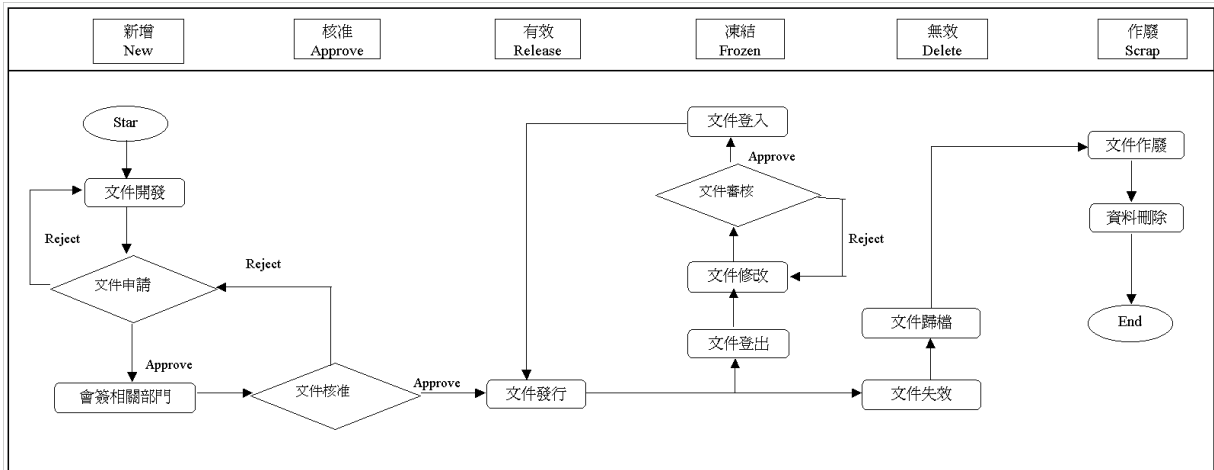 新增
New
核准
Approve
有效
Release
凍結
Frozen
無效
Delete
作廢
Scrap
Star
文件開發
Reject
文件申請
Approve
會簽相關部門
Reject
文件核准
Approve
文件發行
文件登入
Approve
文件審核
Reject
文件修改
文件登出
文件歸檔
文件失效
文件作廢
資料刪除
End